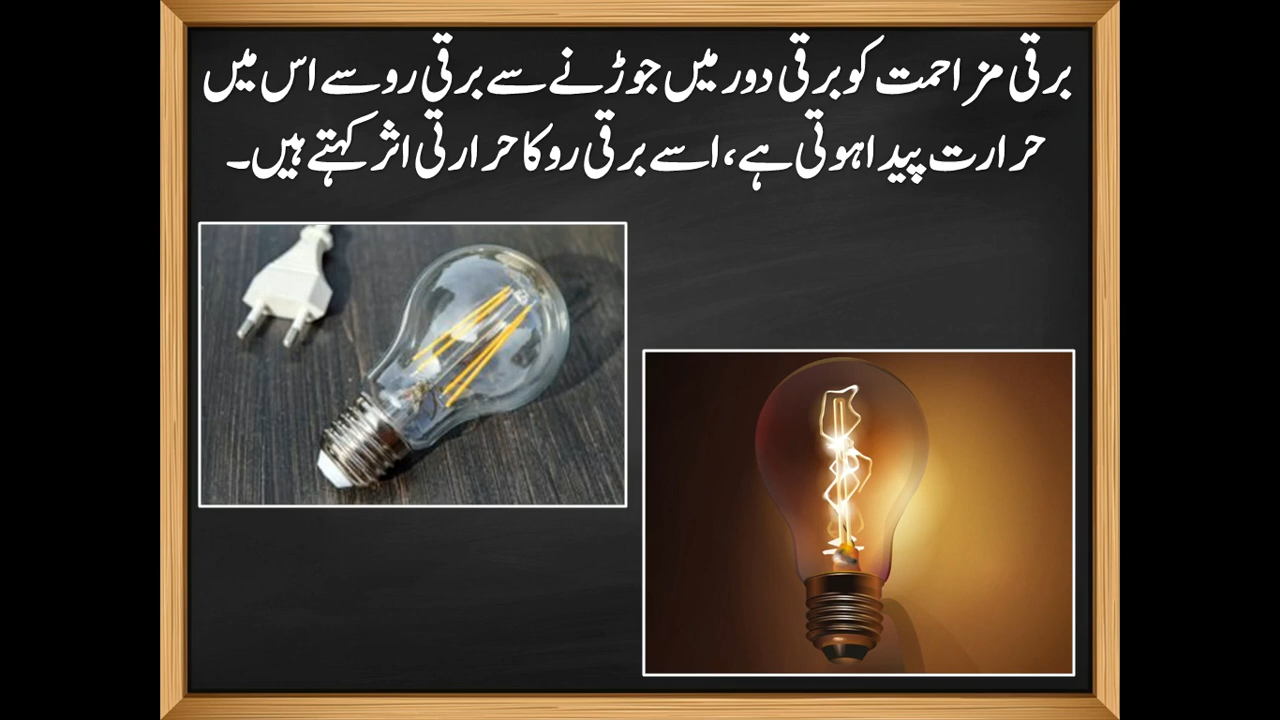 برقی مزاحمت کو برقی دور میں جوڑنے سے برقی رو سے اس میں
حرارت پیدا ہوتی ہے، اسے برقی رو کا حرارتی اثر کہتے ہیں۔